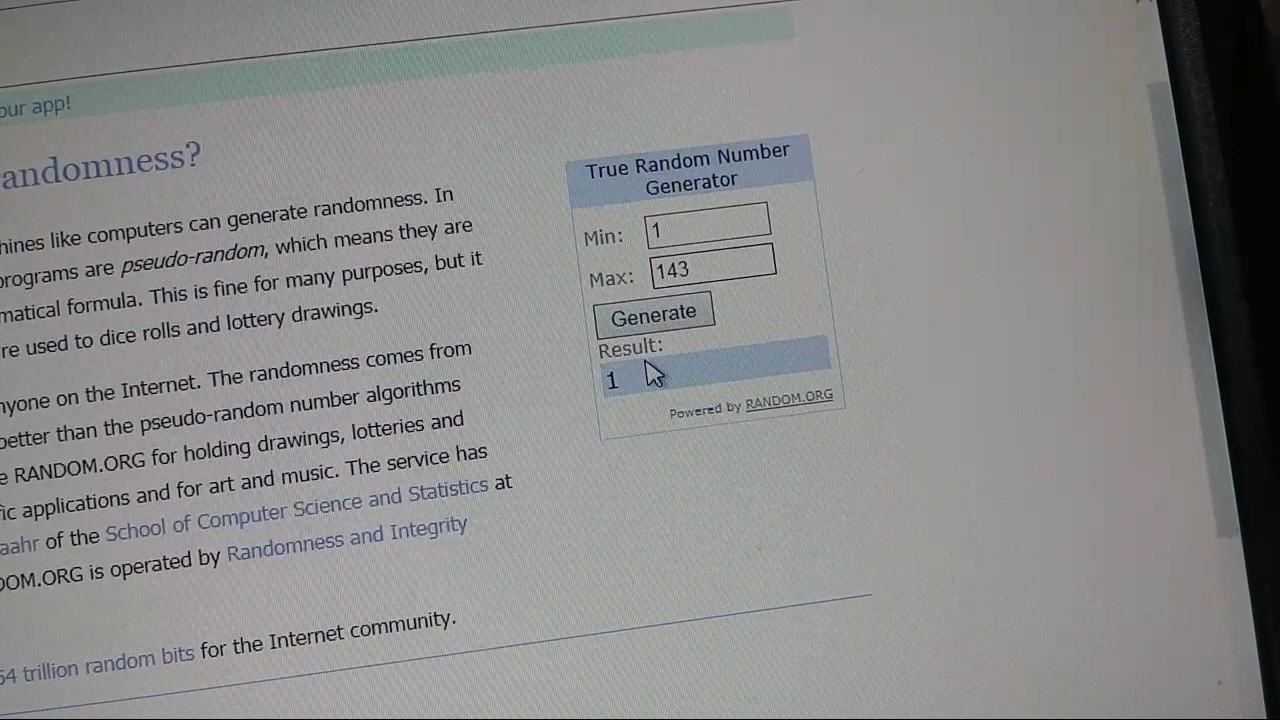 our app!
andomness?
hines like computers can generate randomness. In
programs are pseudo-random, which means they are
matical formula. This is fine for many purposes, but it
re used to dice rolls and lottery drawings.
nyone on the Internet. The randomness comes from
better than the pseudo-random number algorithms
e RANDOM.ORG for holding drawings, lotteries and
fic applications and for art and music. The service has
aahr of the School of Computer Science and Statistics at
DOM.ORG is operated by Randomness and Integrity
64 trillion random bits for the Internet community.
True Random Number
Generator
Min: 1
Max: 143
Generate
Result:
1
Powered by RANDOM.ORG